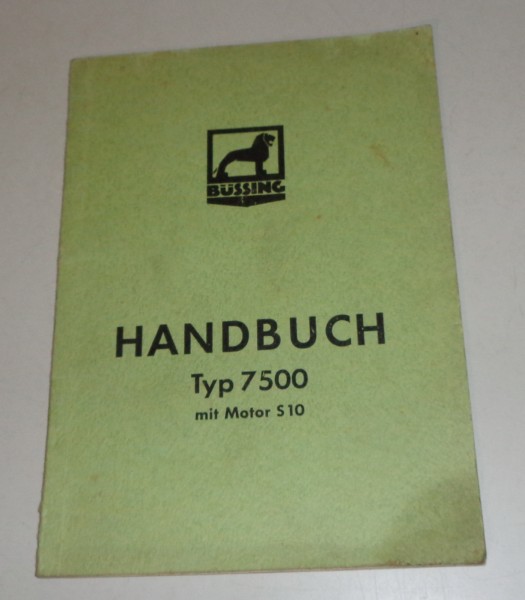 BÜSSING
HANDBUCH
Typ 7500
mit Motor S10